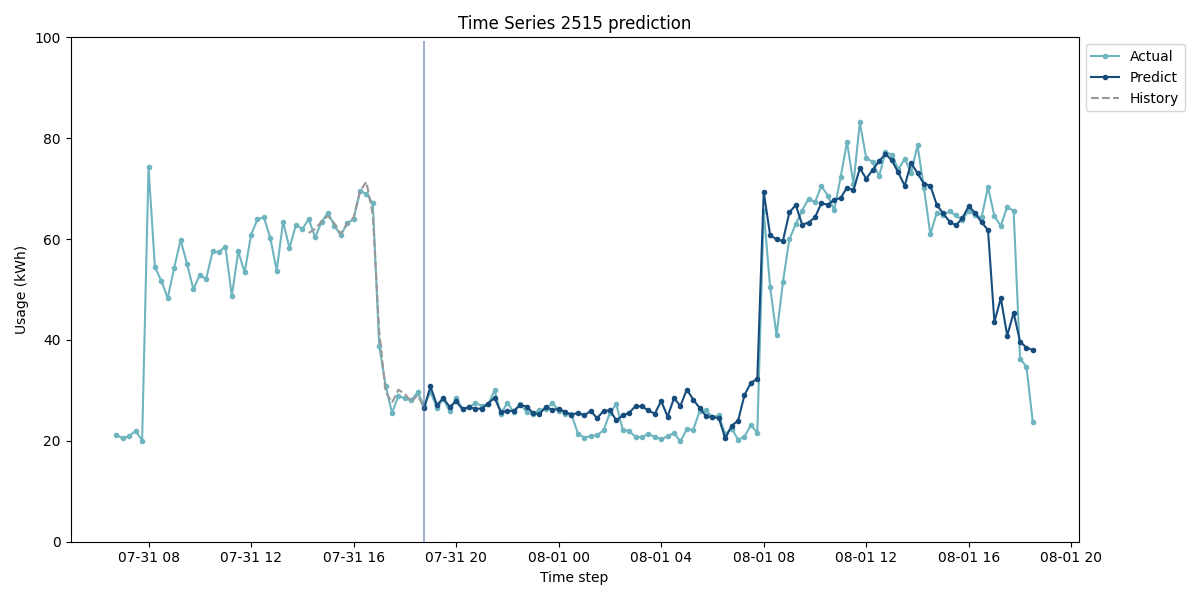 Time Series 2515 prediction
100
80
60
40
20
0
Usage (kWh)
07-31 08
07-31 12
07-31 16
07-31 20
08-01 00
08-01 04
08-01 08
08-01 12
08-01 16
08-01 20
Time step
Actual
Predict
History